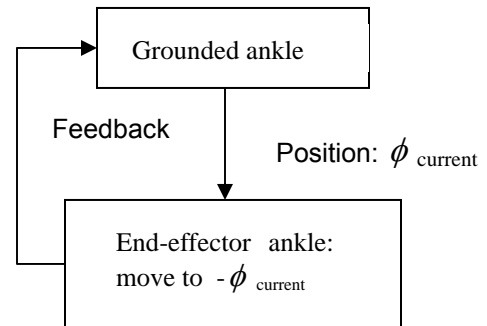 Grounded ankle
Feedback
Position: ϕ current
End-effector ankle:
move to -ϕ current